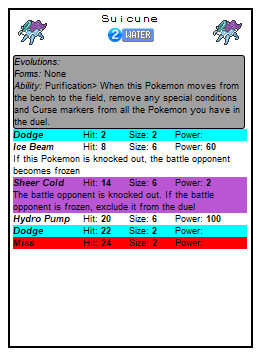 Suicune
2 WATER
Evolutions:
Forms: None
Ability: Purification> When this Pokemon moves from
the bench to the field, remove any special conditions
and Curse markers from all the Pokemon you have in
the duel.
Dodge Hit: 2 Size: 2 Power:
Ice Beam Hit: 8 Size: 6 Power: 60
If this Pokemon is knocked out, the battle opponent
becomes frozen
Sheer Cold Hit: 14 Size: 6 Power: 2
The battle opponent is knocked out. If the battle
opponent is frozen, exclude it from the duel
Hydro Pump Hit: 20 Size: 6 Power: 100
Dodge Hit: 22 Size: 2 Power:
Miss Hit: 24 Size: 2 Power: